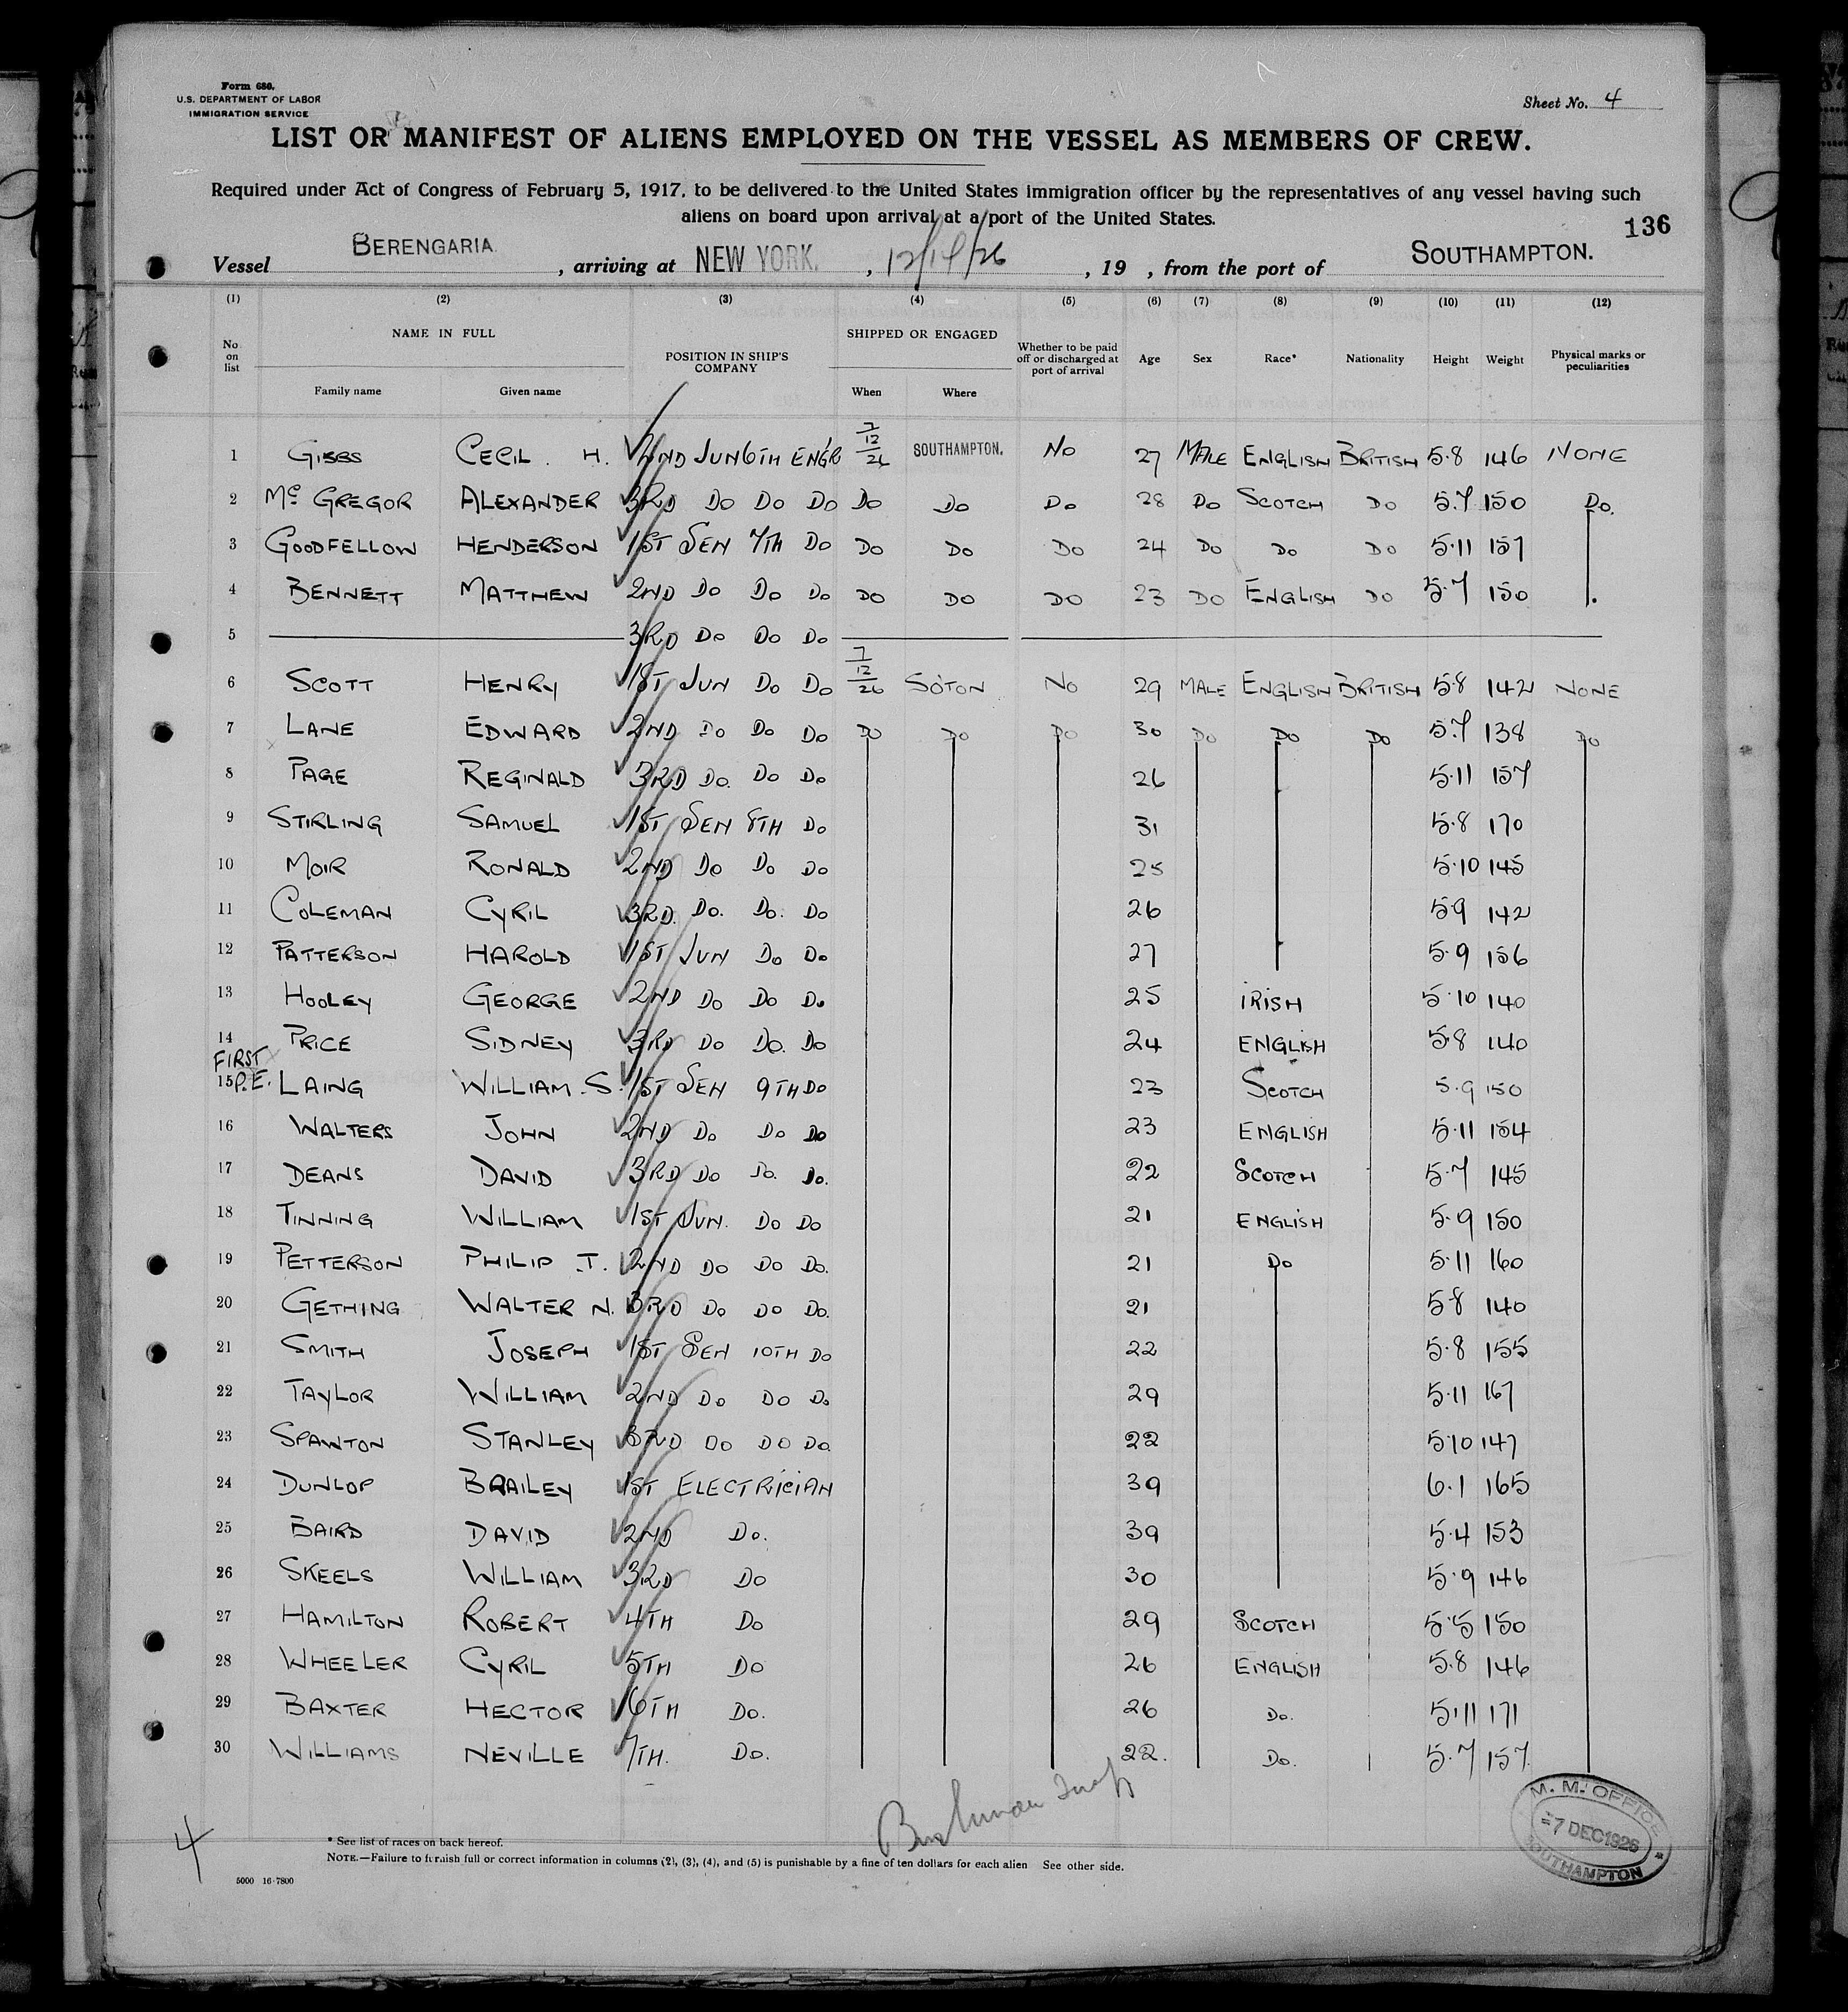 Form 680.
U.S. DEPARTMENT OF LABOR
IMMIGRATION SERVICE
Sheet No. 4
LIST OR MANIFEST OF ALIENS EMPLOYED ON THE VESSEL AS MEMBERS OF CREW.
Required under Act of Congress of February 5, 1917, to be delivered to the United States immigration officer by the representatives of any vessel having such
aliens on board upon arrival at a port of the United States.
136
Vessel BERENGARIA, arriving at NEW YORK., 12/14/26, 19 , from the port of SOUTHAMPTON.
(1) (2) (3) (4) (5) (6) (7) (8) (9) (10) (11) (12)
No on list NAME IN FULL Family name Given name POSITION IN SHIP'S COMPANY SHIPPED OR ENGAGED When Where Whether to be paid off or discharged at port of arrival Age Sex Race* Nationality Height Weight Physical marks or peculiarities
1 GIBBS CECIL. H. 2ND JUN 6TH ENGR 7/12/26 SOUTHAMPTON. NO 27 MALE ENGLISH BRITISH 5.8 146 NONE
2 Mc GREGOR ALEXANDER 3RD DO DO DO DO DO DO 28 DO SCOTCH DO 5.7 150 DO.
3 GOODFELLOW HENDERSON 1ST SEN 7TH DO DO DO DO 24 DO DO DO 5.11 157
4 BENNETT MATTHEW 2ND DO DO DO DO DO DO 23 DO ENGLISH DO 5.7 150
5 3RD DO DO DO
6 SCOTT HENRY 1ST JUN DO DO 7/12/26 SO'TON NO 29 MALE ENGLISH BRITISH 5.8 142 NONE
7 LANE EDWARD 2ND DO DO DO DO DO DO 30 DO DO DO 5.7 138 DO
8 PAGE REGINALD 3RD DO. DO DO 26 5.11 157
9 STIRLING SAMUEL 1ST SEN 8TH DO 31 5.8 170
10 MOIR RONALD 2ND DO DO DO 25 5.10 145
11 COLEMAN CYRIL 3RD. DO. DO. DO 26 5.9 142
12 PATTERSON HAROLD 1ST JUN DO DO 27 5.9 156
13 HOOLEY GEORGE 2ND DO DO DO 25 IRISH 5.10 140
14 PRICE SIDNEY 3RD DO DO. DO 24 ENGLISH 5.8 140
FIRST
15 P.E. LAING WILLIAM. S. 1ST SEN 9TH DO 23 SCOTCH 5.9 150
16 WALTERS JOHN 2ND DO DO DO 23 ENGLISH 5.11 154
17 DEANS DAVID 3RD DO DO. DO. 22 SCOTCH 5.7 145
18 TINNING WILLIAM 1ST JUN. DO DO 21 ENGLISH 5.9 150
19 PETTERSON PHILIP J. 2ND DO DO DO. 21 DO 5.11 160
20 GETHING WALTER N. 3RD DO DO DO. 21 5.8 140
21 SMITH JOSEPH 1ST SEN 10TH DO 22 5.8 155
22 TAYLOR WILLIAM 2ND DO DO DO 29 5.11 167
23 SPAWTON STANLEY 3RD DO DO DO. 22 5.10 147
24 DUNLOP BRAILEY 1ST ELECTRICIAN 39 6.1 165
25 BAIRD DAVID 2ND DO. 39 5.4 153
26 SKEELS WILLIAM 3RD DO 30 5.9 146
27 HAMILTON ROBERT 4TH DO 29 SCOTCH 5.5 150
28 WHEELER CYRIL 5TH DO 26 ENGLISH 5.8 146
29 BAXTER HECTOR 6TH DO. 26 DO. 5.11 171
30 WILLIAMS NEVILLE 7TH. DO. 22. DO. 5.7 157.
M. M. OFFICE
-7 DEC 1926
SOUTHAMPTON
4
* See list of races on back hereof.
NOTE.—Failure to furnish full or correct information in columns (2), (3), (4), and (5) is punishable by a fine of ten dollars for each alien See other side.
5000 16-7800